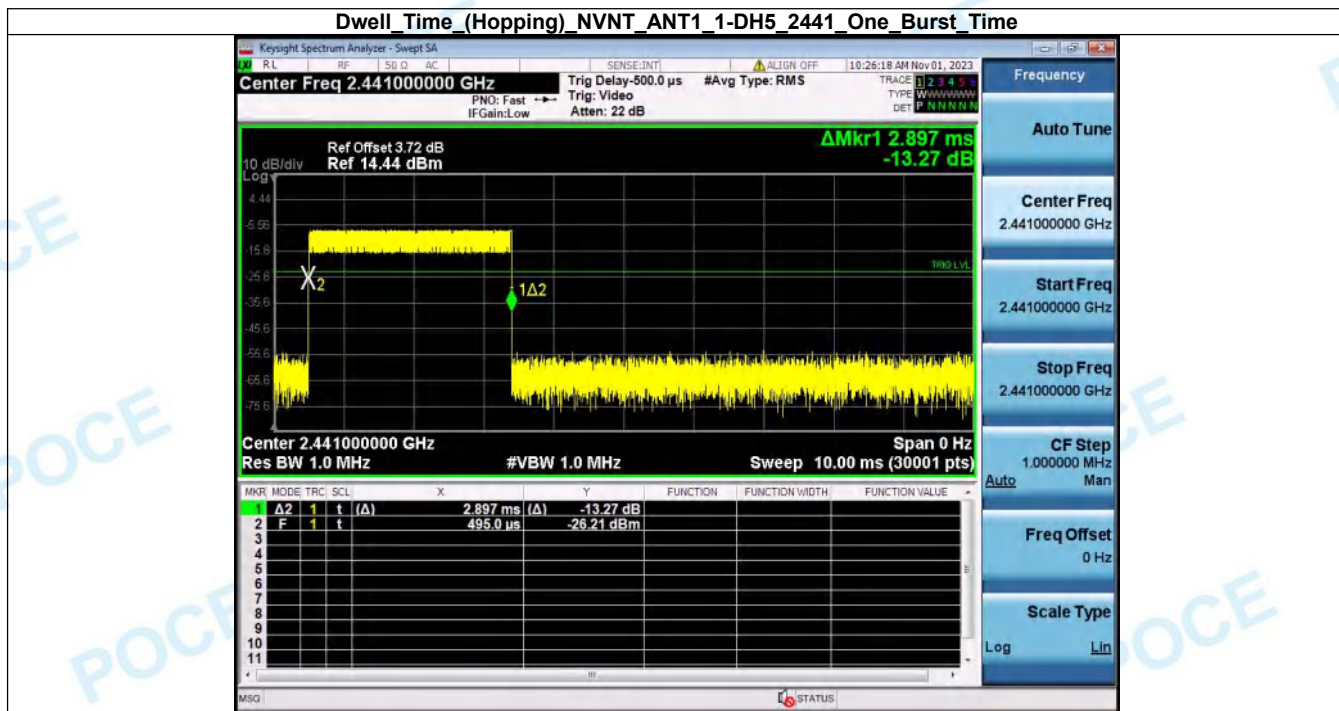 Dwell_Time_(Hopping)_NVNT_ANT1_1-DH5_2441_One_Burst_Time
Keysight Spectrum Analyzer - Swept SA
LXI RL RF 50 Ω AC SENSE:INT ALIGN OFF 10:26:18 AM Nov 01, 2023
Center Freq 2.441000000 GHz Trig Delay-500.0 µs #Avg Type: RMS TRACE 1 2 3 4 5 6
PNO: Fast Trig: Video TYPE WWWWWW
IFGain:Low Atten: 22 dB DET P N N N N N
ΔMkr1 2.897 ms
-13.27 dB
Ref Offset 3.72 dB
10 dB/div Ref 14.44 dBm
Log
4.44
-5.56
-15.6
TRIG LVL
-25.6
X2
1Δ2
-35.6
-45.6
-55.6
-65.6
-75.6
Center 2.441000000 GHz Span 0 Hz
Res BW 1.0 MHz #VBW 1.0 MHz Sweep 10.00 ms (30001 pts)
MKR MODE TRC SCL X Y FUNCTION FUNCTION WIDTH FUNCTION VALUE
1 Δ2 1 t (Δ) 2.897 ms (Δ) -13.27 dB
2 F 1 t 495.0 µs -26.21 dBm
3
4
5
6
7
8
9
10
11
MSG STATUS
Frequency
Auto Tune
Center Freq
2.441000000 GHz
Start Freq
2.441000000 GHz
Stop Freq
2.441000000 GHz
CF Step
1.000000 MHz
Auto Man
Freq Offset
0 Hz
Scale Type
Log Lin
POCE
POCE
POCE
POCE
POCE